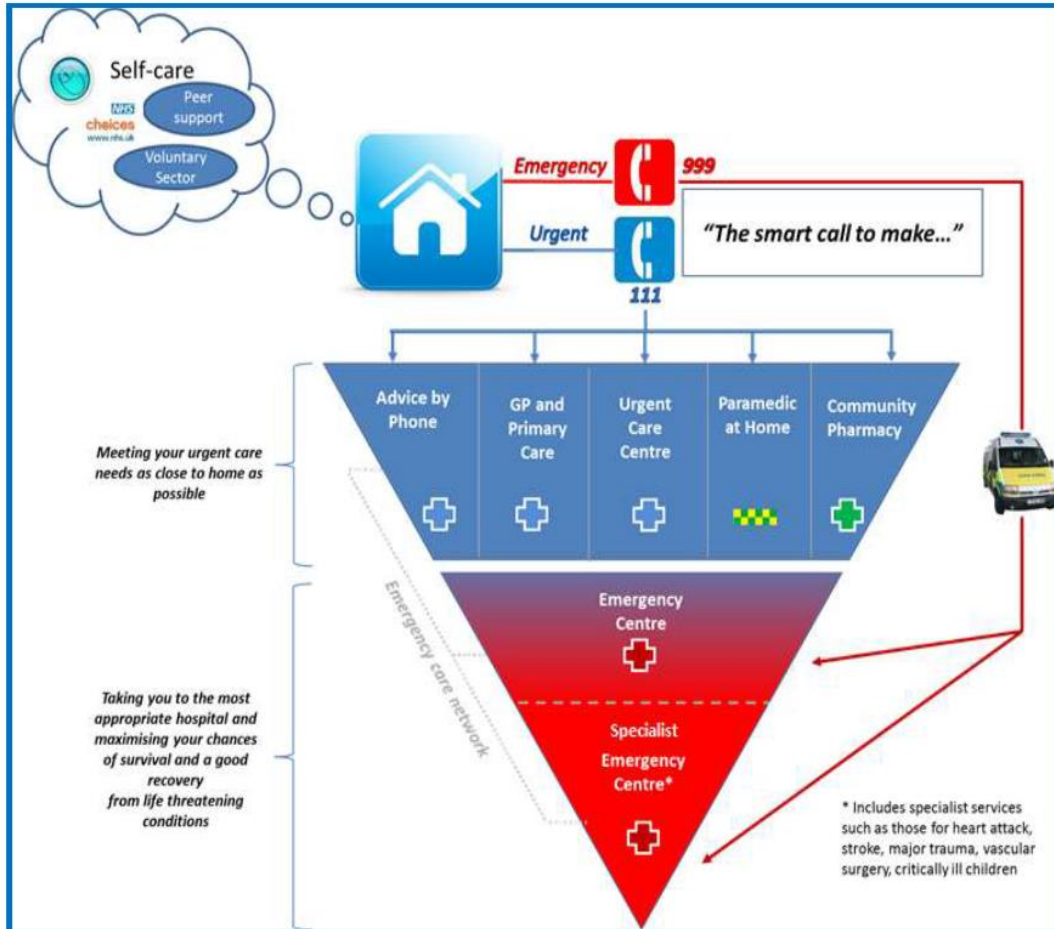 Self-care
Peer
support
NHS
choices
www.nhs.uk
Voluntary
Sector
Emergency
999
Urgent
111
“The smart call to make…”
Advice by
Phone
GP and
Primary
Care
Urgent
Care
Centre
Paramedic
at Home
Community
Pharmacy
Meeting your urgent care
needs as close to home as
possible
Emergency care network
Emergency
Centre
Taking you to the most
appropriate hospital and
maximising your chances
of survival and a good
recovery
from life threatening
conditions
Specialist
Emergency
Centre*
* Includes specialist services
such as those for heart attack,
stroke, major trauma, vascular
surgery, critically ill children